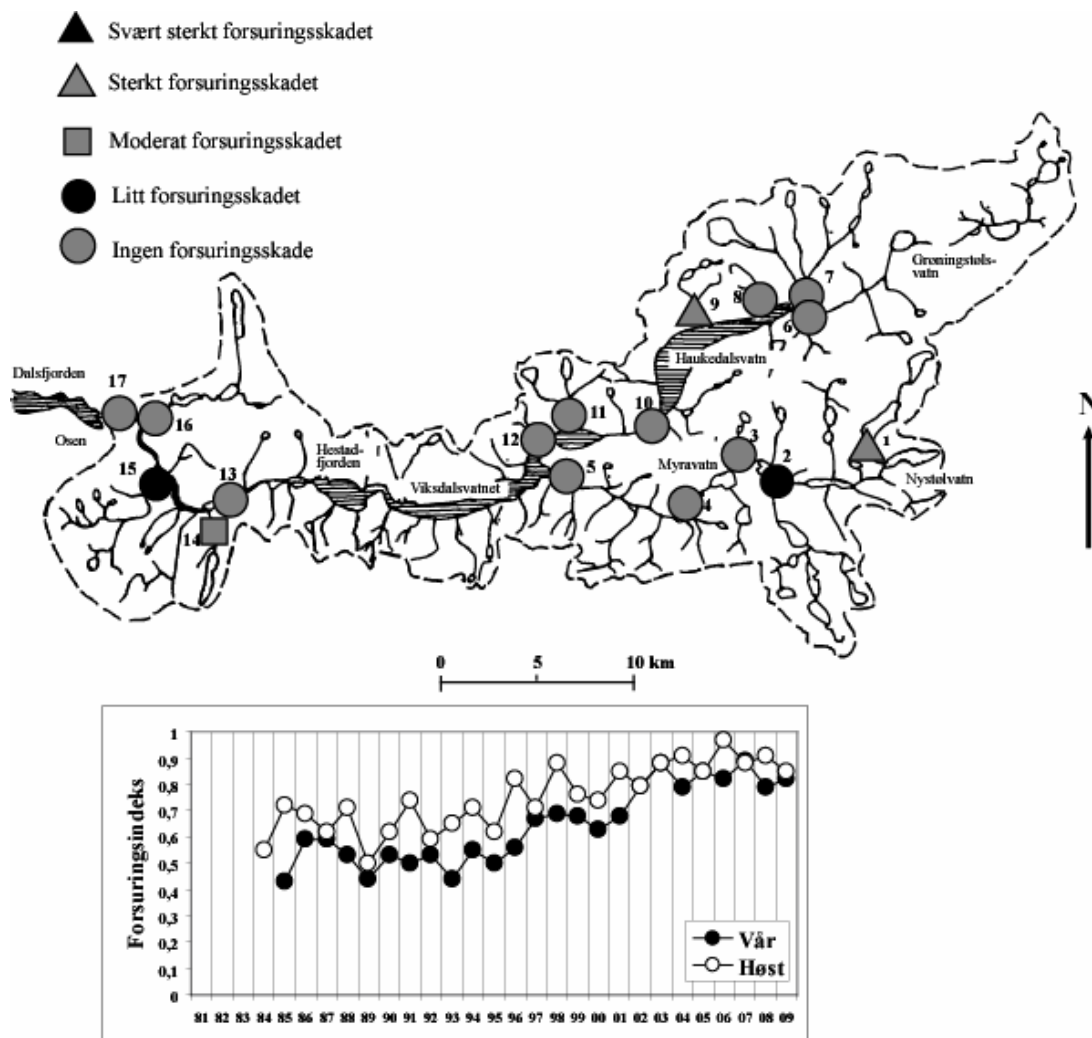 Svært sterkt forsuringsskadet
Sterkt forsuringsskadet
Moderat forsuringsskadet
Litt forsuringsskadet
Ingen forsuringsskade
Grøningstøls-
vatn
7
8
9
6
Haukedalsvatn
Dalsfjorden
17
16
Osen
N
11
10
12
3
1
2
Hestad-
fjorden
15
13
5
Myravatn
Nystølvatn
Viksdalsvatnet
4
14
0 5 10 km
Forsuringsindeks
1
0,9
0,8
0,7
0,6
0,5
0,4
0,3
0,2
0,1
0
Vår
Høst
81 82 83 84 85 86 87 88 89 90 91 92 93 94 95 96 97 98 99 00 01 02 03 04 05 06 07 08 09